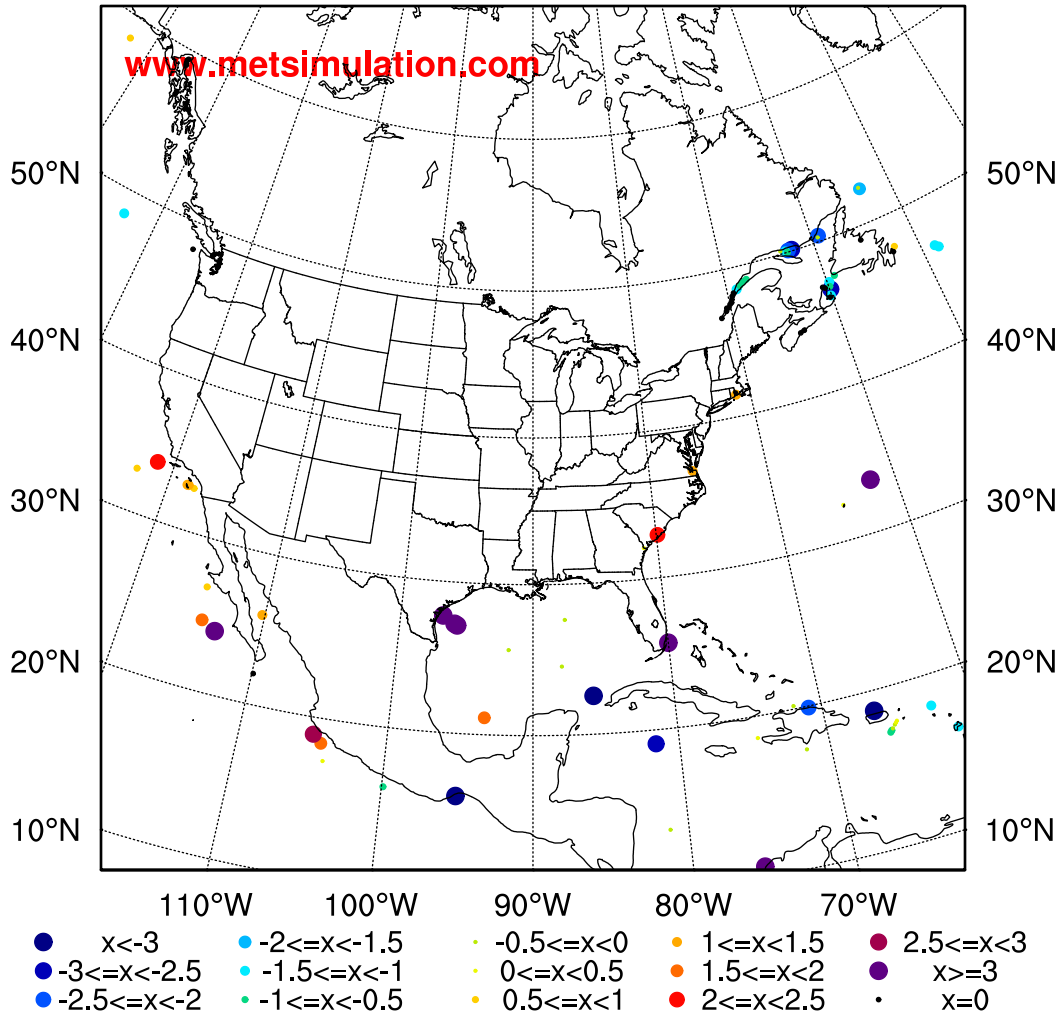 www.metsimulation.com
50°N 50°N
40°N 40°N
30°N 30°N
20°N 20°N
10°N 10°N
110°W 100°W 90°W 80°W 70°W
x<-3 -2<=x<-1.5 -0.5<=x<0 1<=x<1.5 2.5<=x<3
-3<=x<-2.5 -1.5<=x<-1 0<=x<0.5 1.5<=x<2 x>=3
-2.5<=x<-2 -1<=x<-0.5 0.5<=x<1 2<=x<2.5 x=0